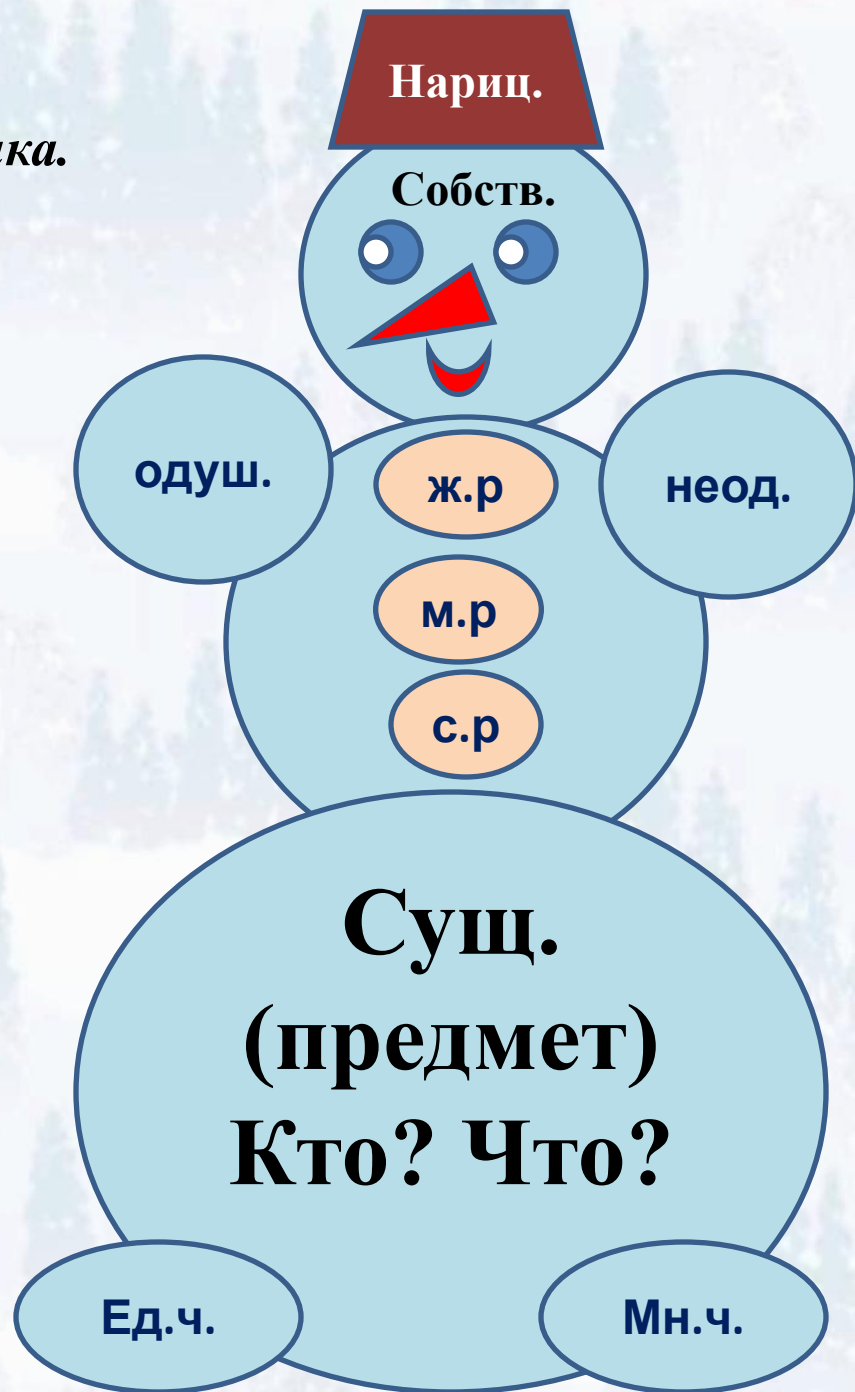 Нариц.
Собств.
одуш.
ж.р
неод.
м.р
с.р
Сущ.
(предмет)
Кто? Что?
Ед.ч.
Мн.ч.